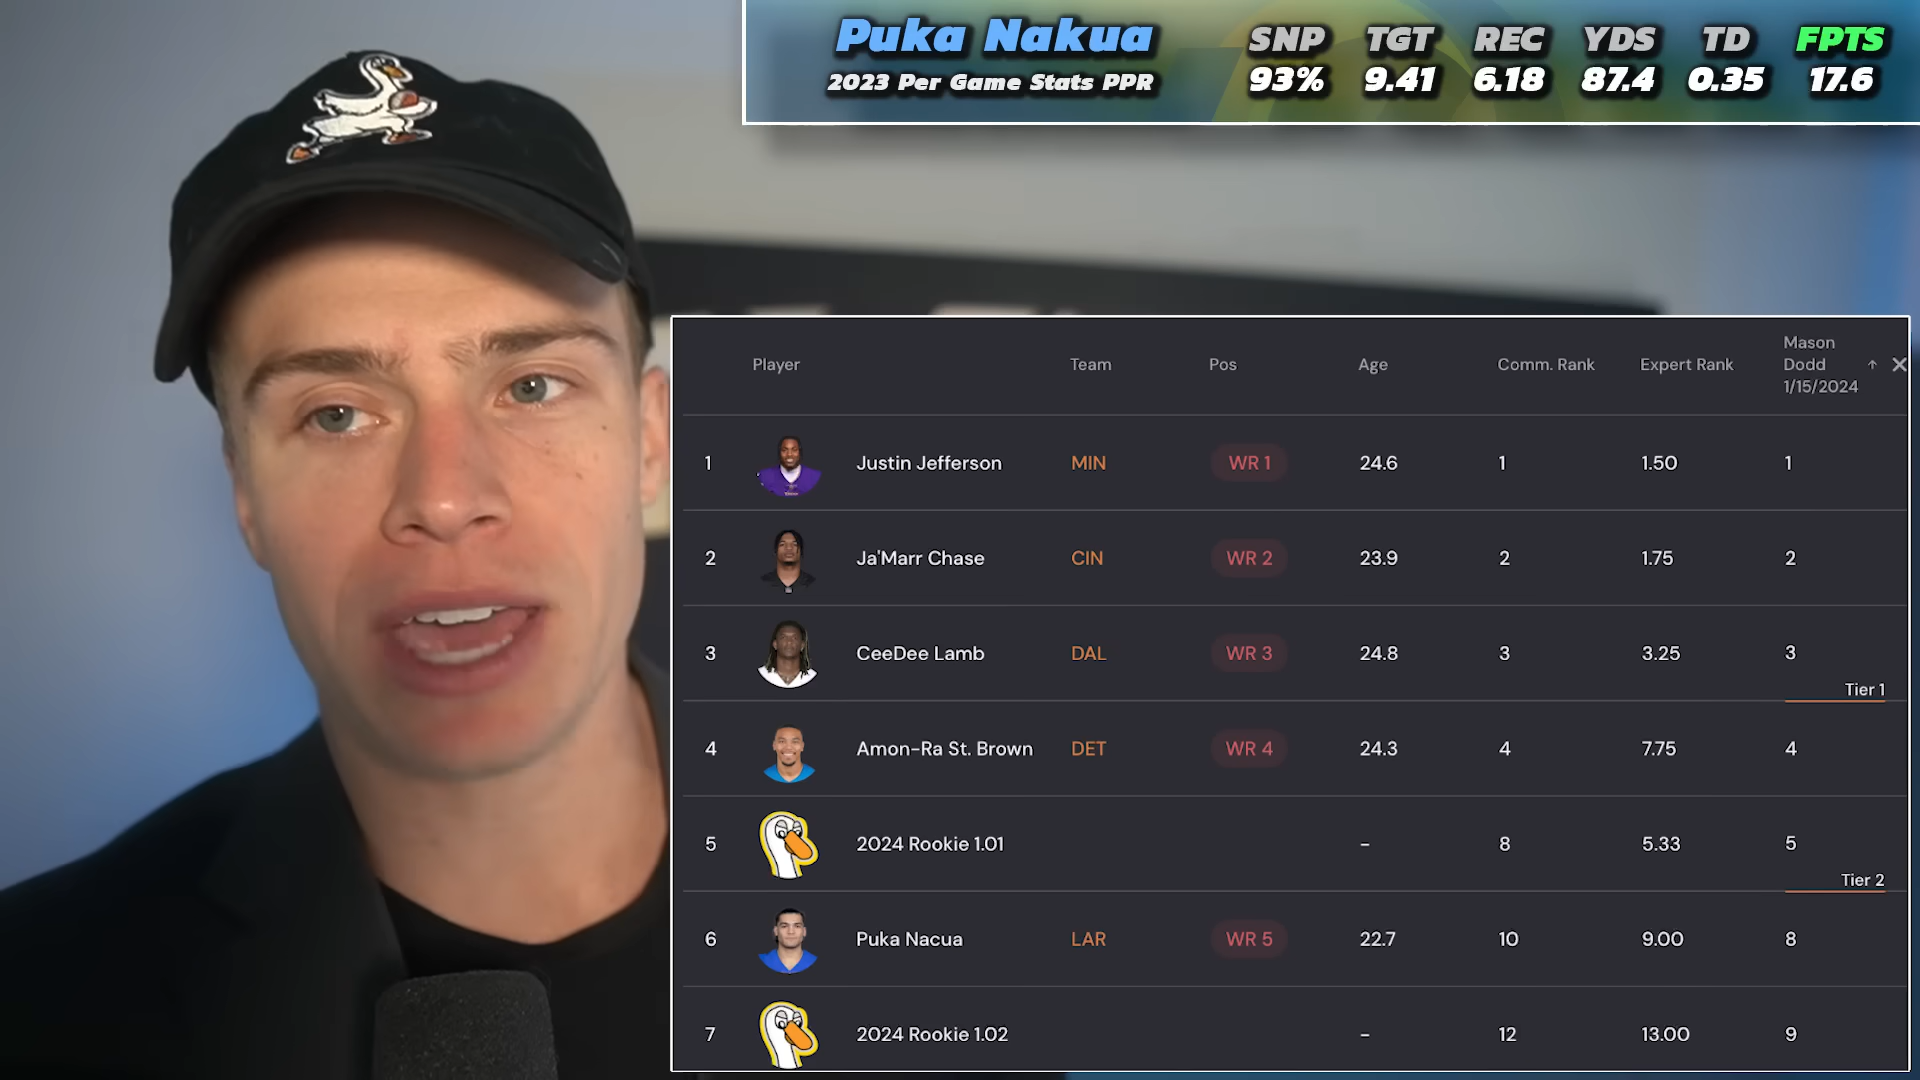 Puka Nakua SNP TGT REC YDS TD FPTS
2023 Per Game Stats PPR 93% 9.41 6.18 87.4 0.35 17.6
Player Team Pos Age Comm. Rank Expert Rank Mason Dodd 1/15/2024 ↑ ×
1 Justin Jefferson MIN WR 1 24.6 1 1.50 1
2 Ja'Marr Chase CIN WR 2 23.9 2 1.75 2
3 CeeDee Lamb DAL WR 3 24.8 3 3.25 3
Tier 1
4 Amon-Ra St. Brown DET WR 4 24.3 4 7.75 4
5 2024 Rookie 1.01 - 8 5.33 5
Tier 2
6 Puka Nacua LAR WR 5 22.7 10 9.00 8
7 2024 Rookie 1.02 - 12 13.00 9